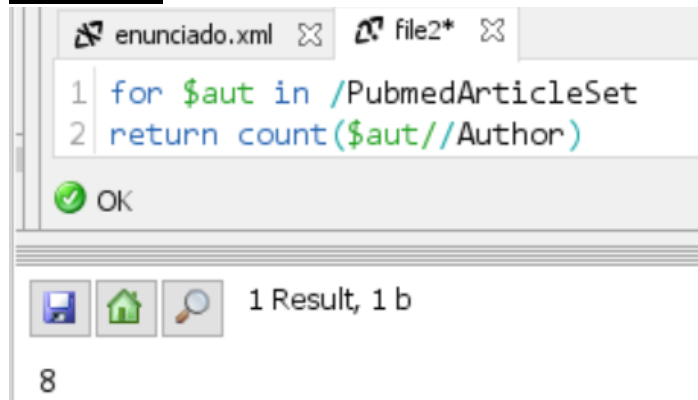 enunciado.xml file2*
1 for $aut in /PubmedArticleSet
2 return count($aut//Author)
OK
1 Result, 1 b
8